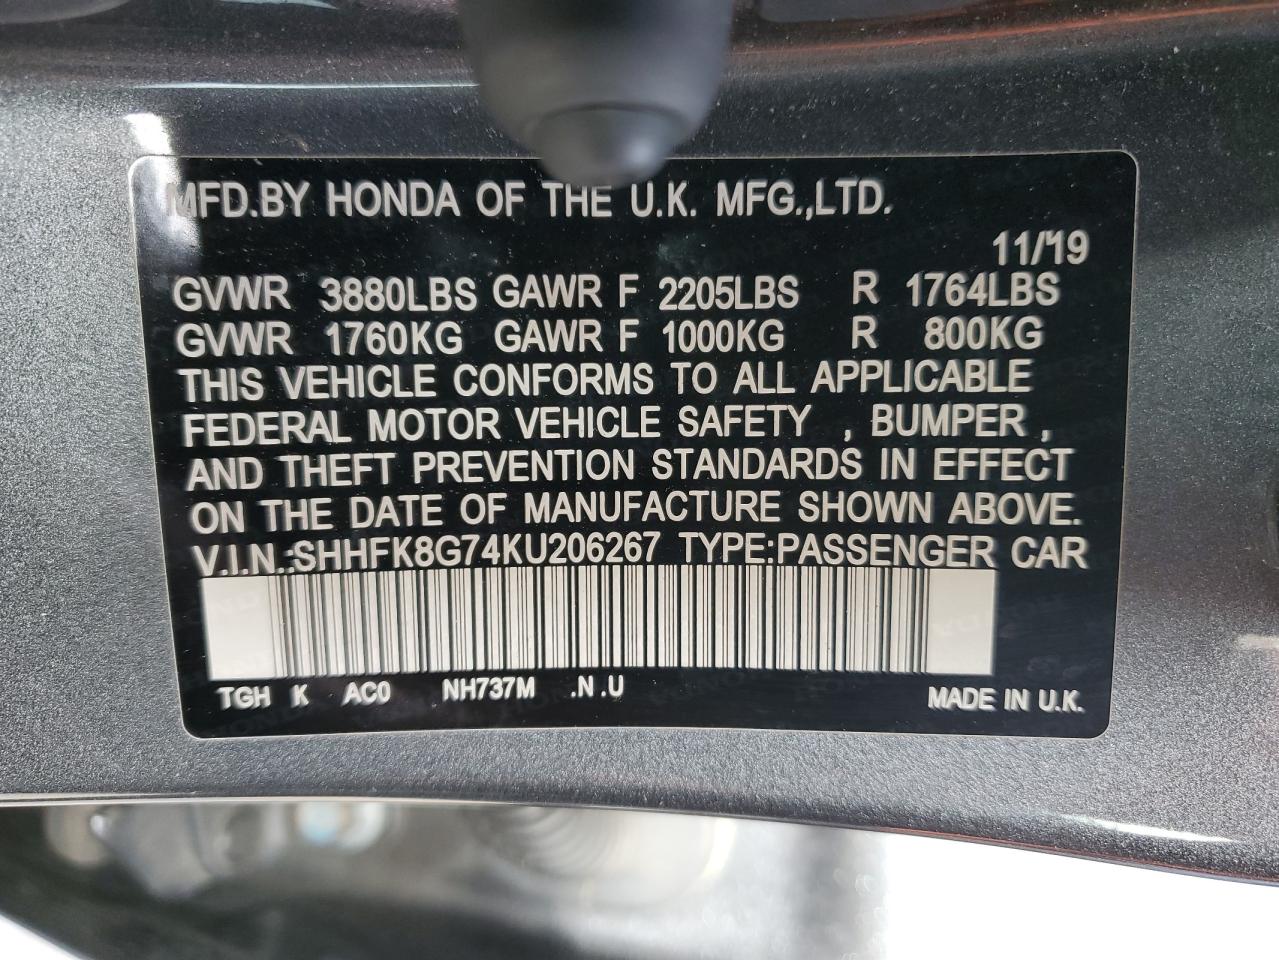 MFD.BY HONDA OF THE U.K. MFG.,LTD.
11/'19
GVWR 3880LBS GAWR F 2205LBS R 1764LBS
GVWR 1760KG GAWR F 1000KG R 800KG
THIS VEHICLE CONFORMS TO ALL APPLICABLE
FEDERAL MOTOR VEHICLE SAFETY , BUMPER ,
AND THEFT PREVENTION STANDARDS IN EFFECT
ON THE DATE OF MANUFACTURE SHOWN ABOVE.
V.I.N.:SHHFK8G74KU206267 TYPE:PASSENGER CAR
TGH K AC0 NH737M .N .U MADE IN U.K.